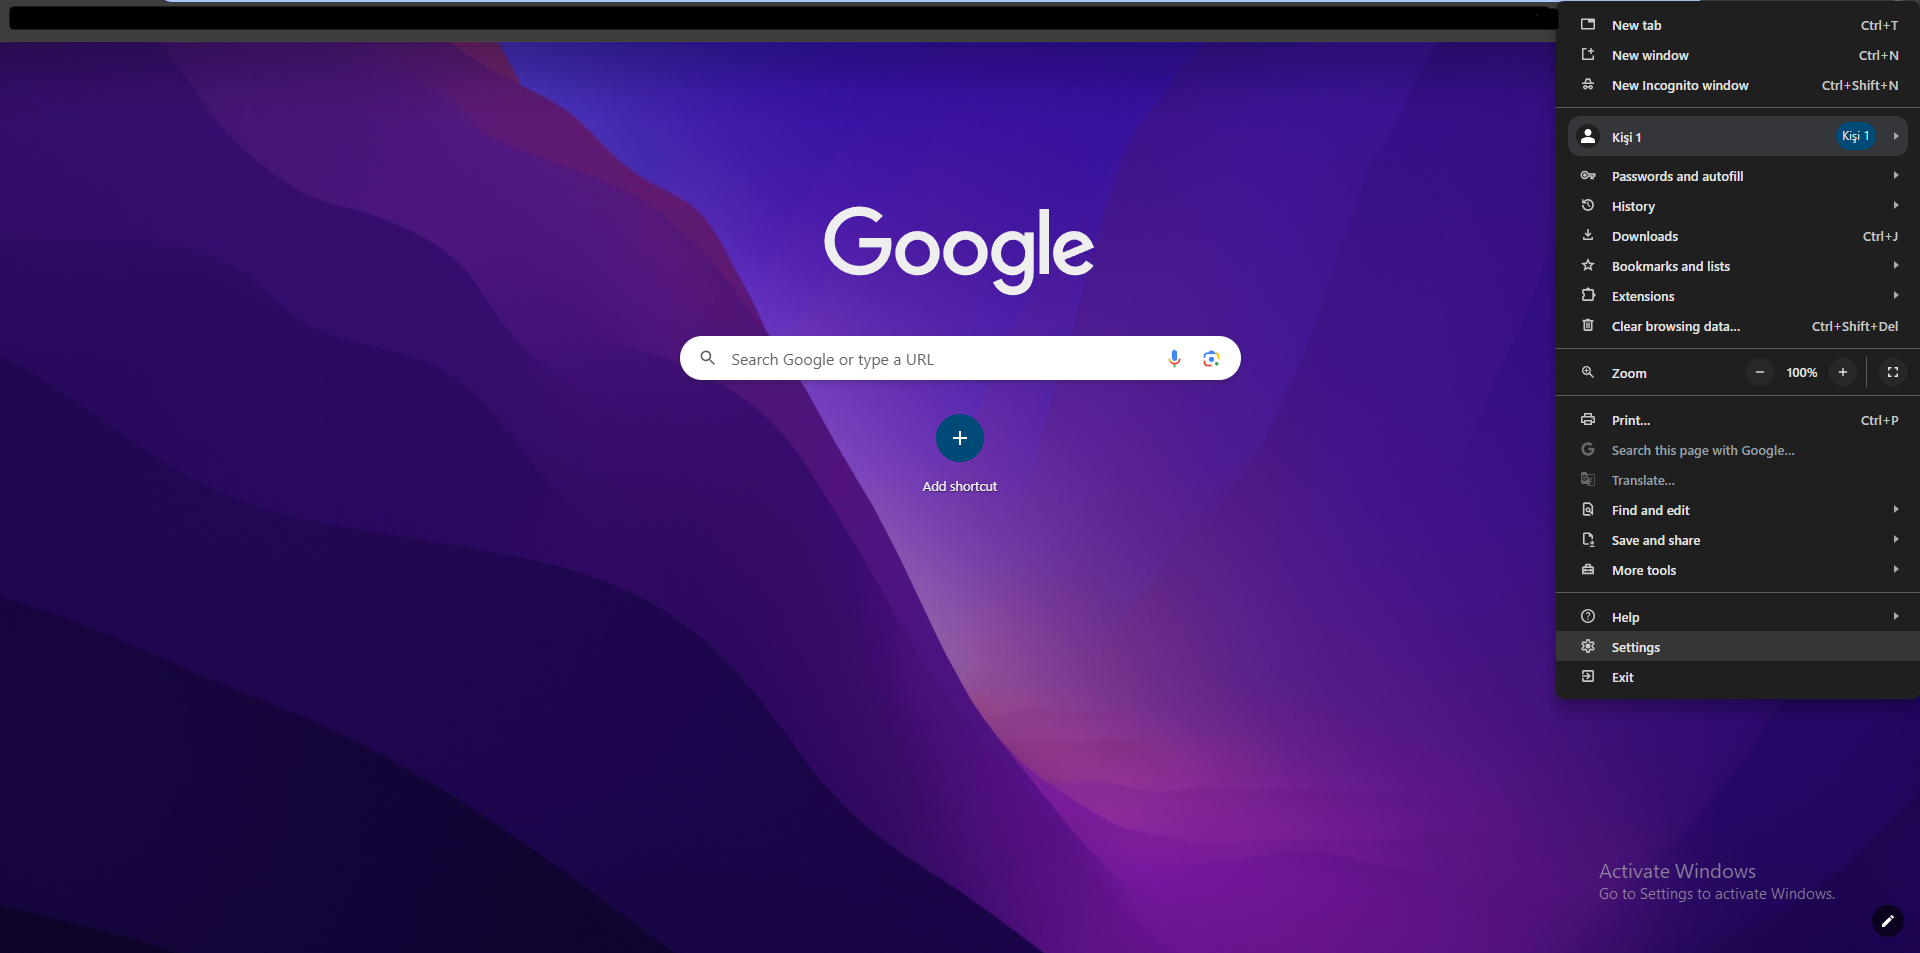 New tab Ctrl+T
New window Ctrl+N
New Incognito window Ctrl+Shift+N
Kişi 1 Kişi 1
Passwords and autofill
History
Downloads Ctrl+J
Bookmarks and lists
Extensions
Clear browsing data... Ctrl+Shift+Del
Zoom − 100% +
Print... Ctrl+P
Search this page with Google...
Translate...
Find and edit
Save and share
More tools
Help
Settings
Exit
Google
Search Google or type a URL
Add shortcut
Activate Windows
Go to Settings to activate Windows.